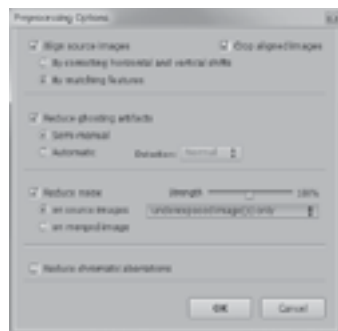 Preprocessing Options
Align source images
Crop aligned images
By correcting horizontal and vertical shifts
By matching features
Reduce ghosting artifacts
Semi-manual
Automatic
Detection: Normal
Reduce noise
Strength
100%
on source images
underexposed image(s) only
on merged image
Reduce chromatic aberrations
OK
Cancel